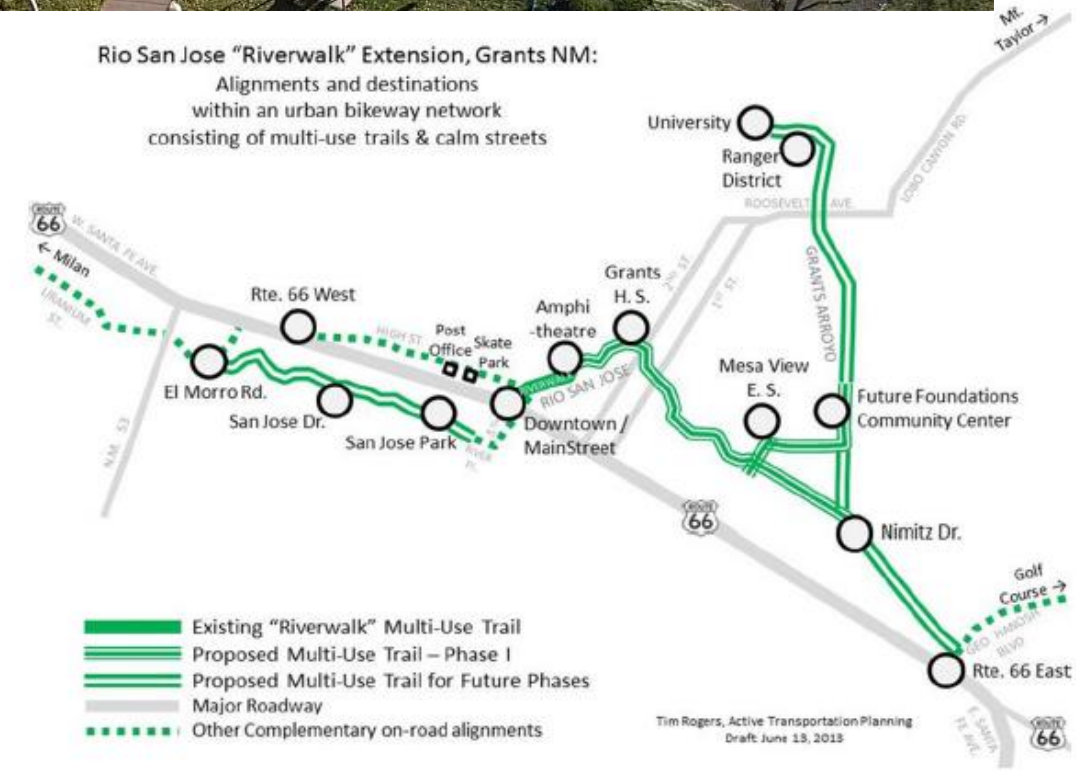 Rio San Jose “Riverwalk” Extension, Grants NM:
Alignments and destinations
within an urban bikeway network
consisting of multi-use trails & calm streets
Mt.
Taylor →
University
Ranger
District
LOBO CANYON RD.
ROOSEVELT AVE.
ROUTE
66
W. SANTA FE AVE.
← Milan
URANIUM
ST.
Rte. 66 West
HIGH ST.
Post
Office
Skate
Park
Amphi
-theatre
Grants
H. S.
2ND ST.
1ST ST.
GRANTS ARROYO
RIVERWALK
RIO SAN JOSE
El Morro Rd.
San Jose Dr.
San Jose Park
N.M. 53
RIVER
Downtown /
MainStreet
Mesa View
E. S.
Future Foundations
Community Center
ROUTE
66
Nimitz Dr.
Golf
Course →
GEO HANOSH
BLVD
Rte. 66 East
E. SANTA
FE AVE.
ROUTE
66
Existing “Riverwalk” Multi-Use Trail
Proposed Multi-Use Trail – Phase I
Proposed Multi-Use Trail for Future Phases
Major Roadway
Other Complementary on-road alignments
Tim Rogers, Active Transportation Planning
Draft June 13, 2013